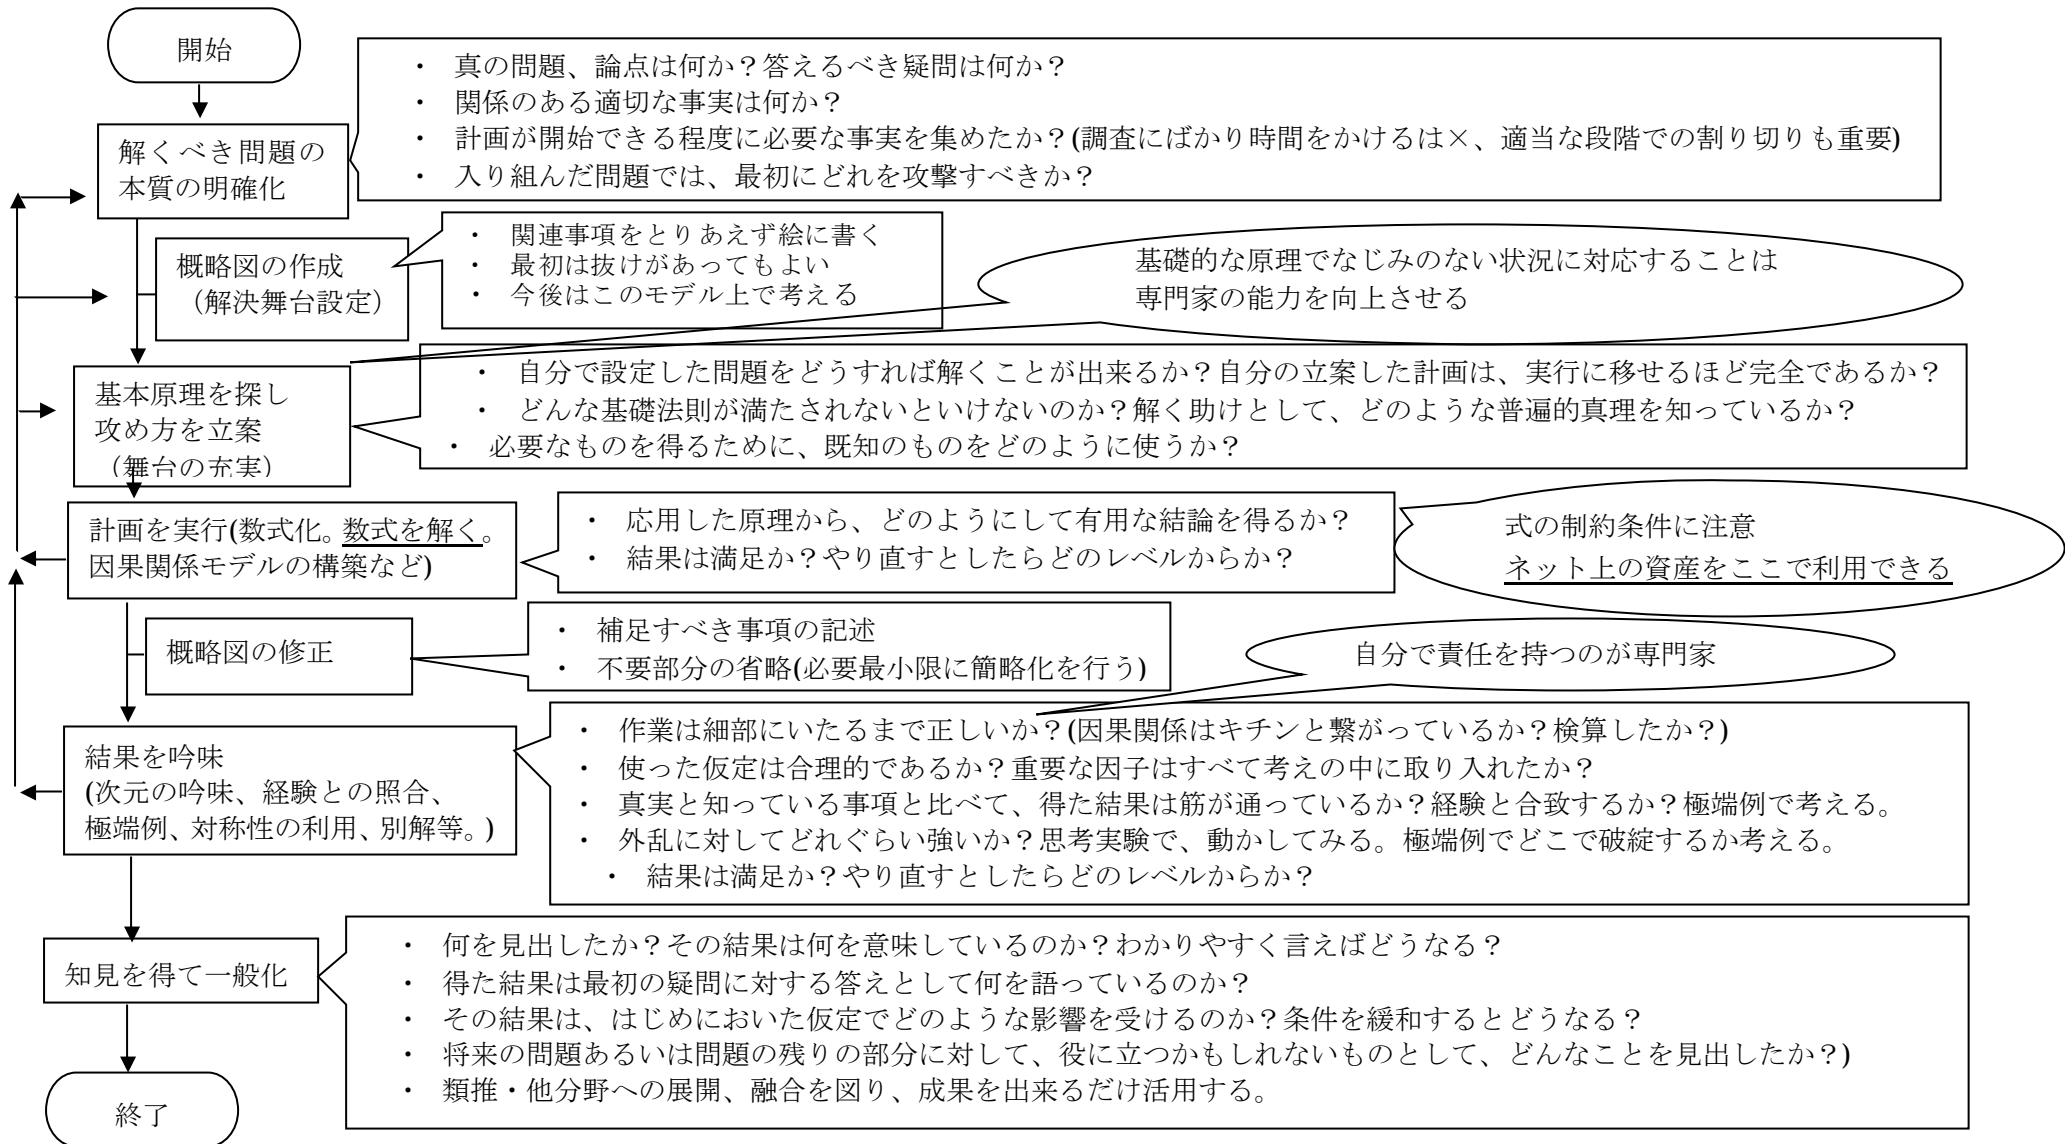 開始
・ 真の問題、論点は何か？答えるべき疑問は何か？
・ 関係のある適切な事実は何か？
・ 計画が開始できる程度に必要な事実を集めたか？(調査にばかり時間をかけるは×、適当な段階での割り切りも重要)
・ 入り組んだ問題では、最初にどれを攻撃すべきか？
解くべき問題の
本質の明確化
・ 関連事項をとりあえず絵に書く
・ 最初は抜けがあってもよい
・ 今後はこのモデル上で考える
概略図の作成
（解決舞台設定）
基礎的な原理でなじみのない状況に対応することは
専門家の能力を向上させる
・ 自分で設定した問題をどうすれば解くことが出来るか？自分の立案した計画は、実行に移せるほど完全であるか？
・ どんな基礎法則が満たされないといけないのか？解く助けとして、どのような普遍的真理を知っているか？
・ 必要なものを得るために、既知のものをどのように使うか？
基本原理を探し
攻め方を立案
（舞台の充実）
計画を実行(数式化。数式を解く。
因果関係モデルの構築など)
・ 応用した原理から、どのようにして有用な結論を得るか？
・ 結果は満足か？やり直すとしたらどのレベルからか？
式の制約条件に注意
ネット上の資産をここで利用できる
概略図の修正
・ 補足すべき事項の記述
・ 不要部分の省略(必要最小限に簡略化を行う)
自分で責任を持つのが専門家
結果を吟味
(次元の吟味、経験との照合、
極端例、対称性の利用、別解等。)
・ 作業は細部にいたるまで正しいか？(因果関係はキチンと繋がっているか？検算したか？)
・ 使った仮定は合理的であるか？重要な因子はすべて考えの中に取り入れたか？
・ 真実と知っている事項と比べて、得た結果は筋が通っているか？経験と合致するか？極端例で考える。
・ 外乱に対してどれぐらい強いか？思考実験で、動かしてみる。極端例でどこで破綻するか考える。
・ 結果は満足か？やり直すとしたらどのレベルからか？
知見を得て一般化
・ 何を見出したか？その結果は何を意味しているのか？わかりやすく言えばどうなる？
・ 得た結果は最初の疑問に対する答えとして何を語っているのか？
・ その結果は、はじめにおいた仮定でどのような影響を受けるのか？条件を緩和するとどうなる？
・ 将来の問題あるいは問題の残りの部分に対して、役に立つかもしれないものとして、どんなことを見出したか？)
・ 類推・他分野への展開、融合を図り、成果を出来るだけ活用する。
終了